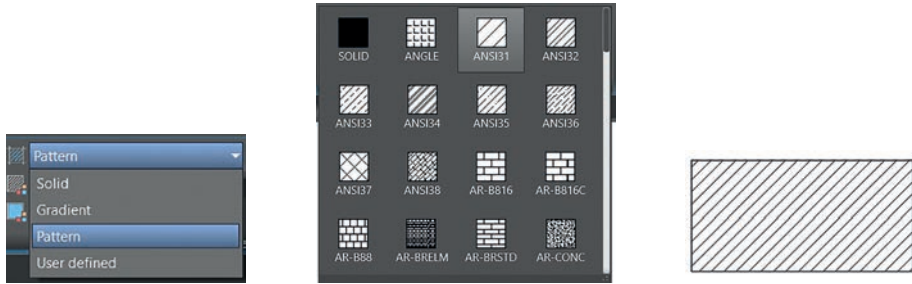 Pattern
Solid
Gradient
Pattern
User defined
SOLID ANGLE ANSI31 ANSI32
ANSI33 ANSI34 ANSI35 ANSI36
ANSI37 ANSI38 AR-B816 AR-B816C
AR-B88 AR-BRELM AR-BRSTD AR-CONC